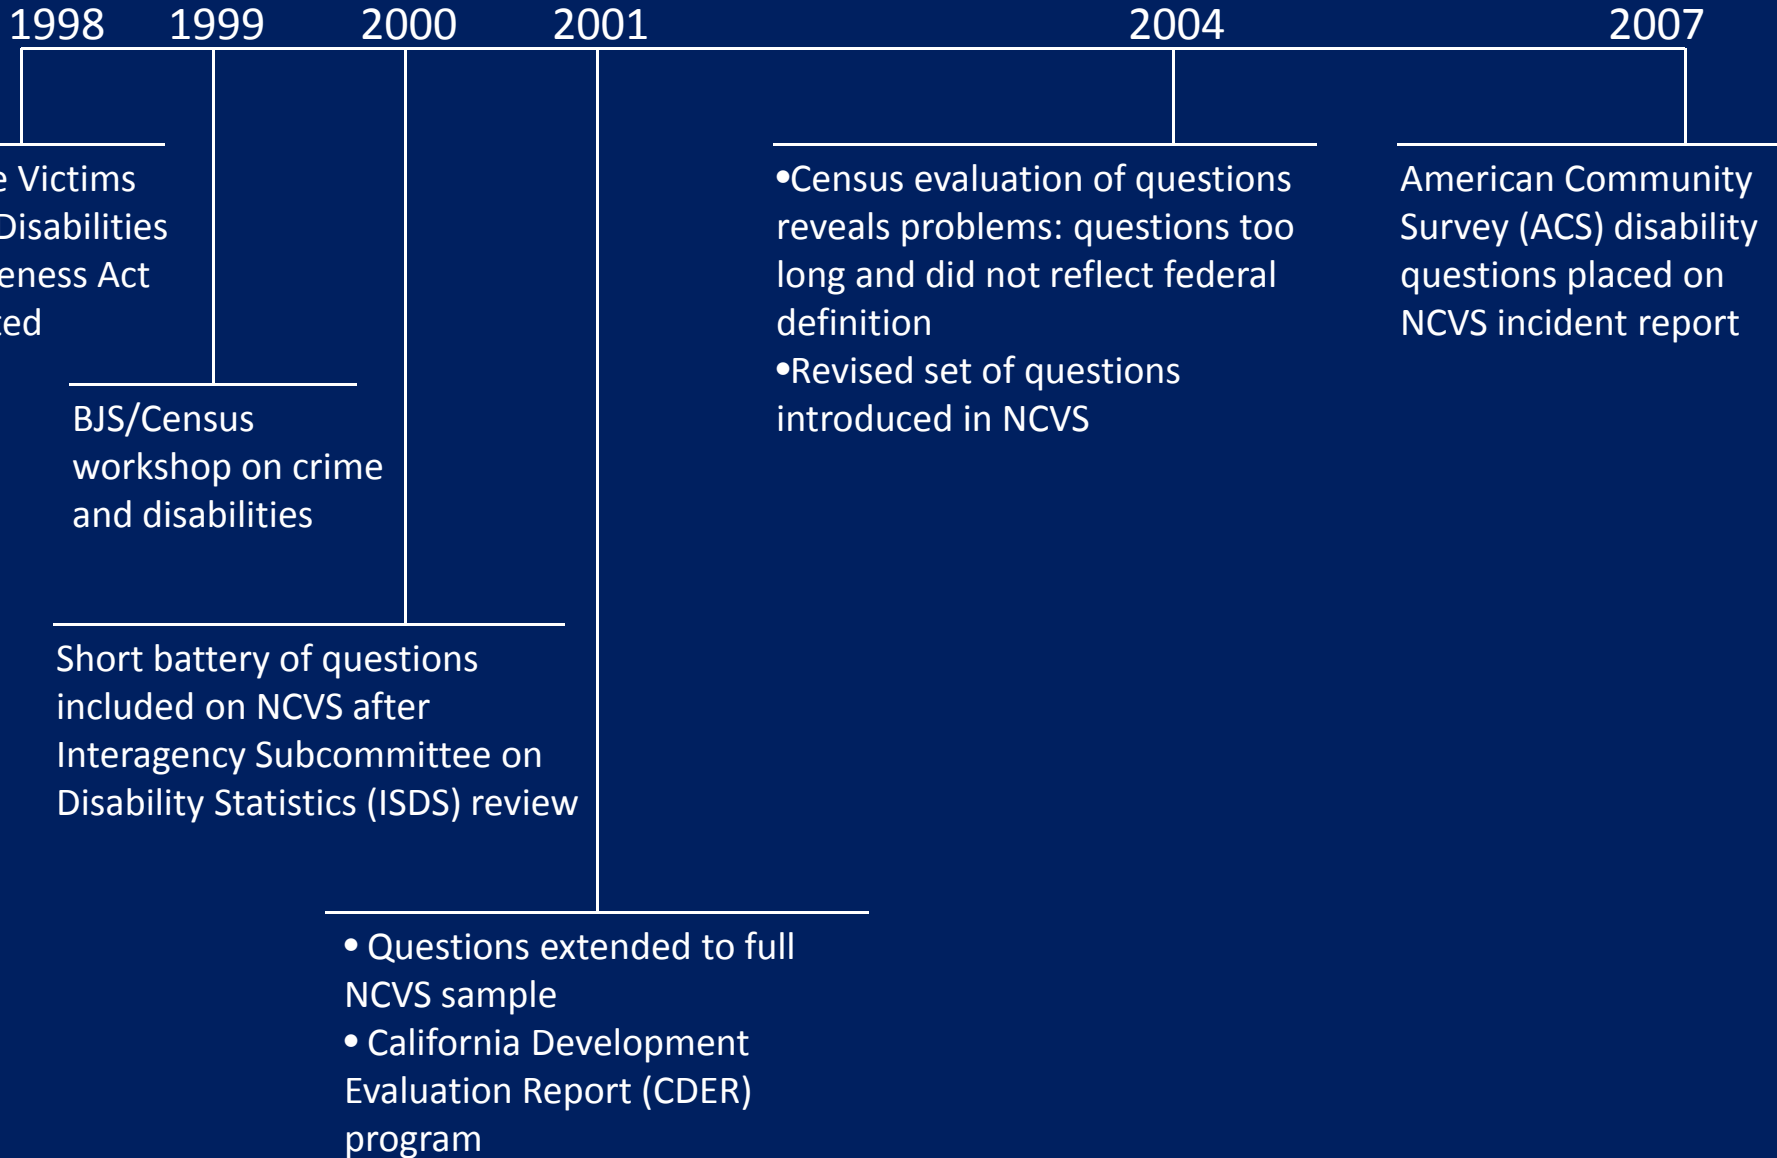 1998 1999 2000 2001 2004 2007
Victims
Disabilities
Act
BJS/Census
workshop on crime
and disabilities
Short battery of questions
included on NCVS after
Interagency Subcommittee on
Disability Statistics (ISDS) review
• Questions extended to full
NCVS sample
• California Development
Evaluation Report (CDER)
program
•Census evaluation of questions
reveals problems: questions too
long and did not reflect federal
definition
•Revised set of questions
introduced in NCVS
American Community
Survey (ACS) disability
questions placed on
NCVS incident report